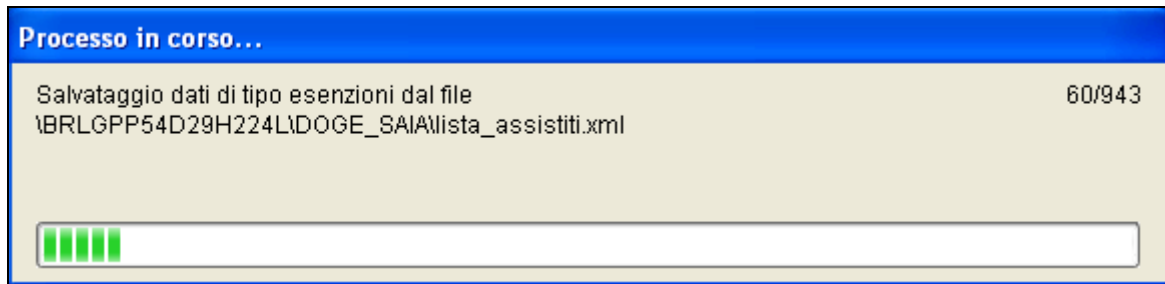 Processo in corso...
Salvataggio dati di tipo esenzioni dal file 60/943
\BRLGPP54D29H224L\DOGE_SAIA\lista_assistiti.xml